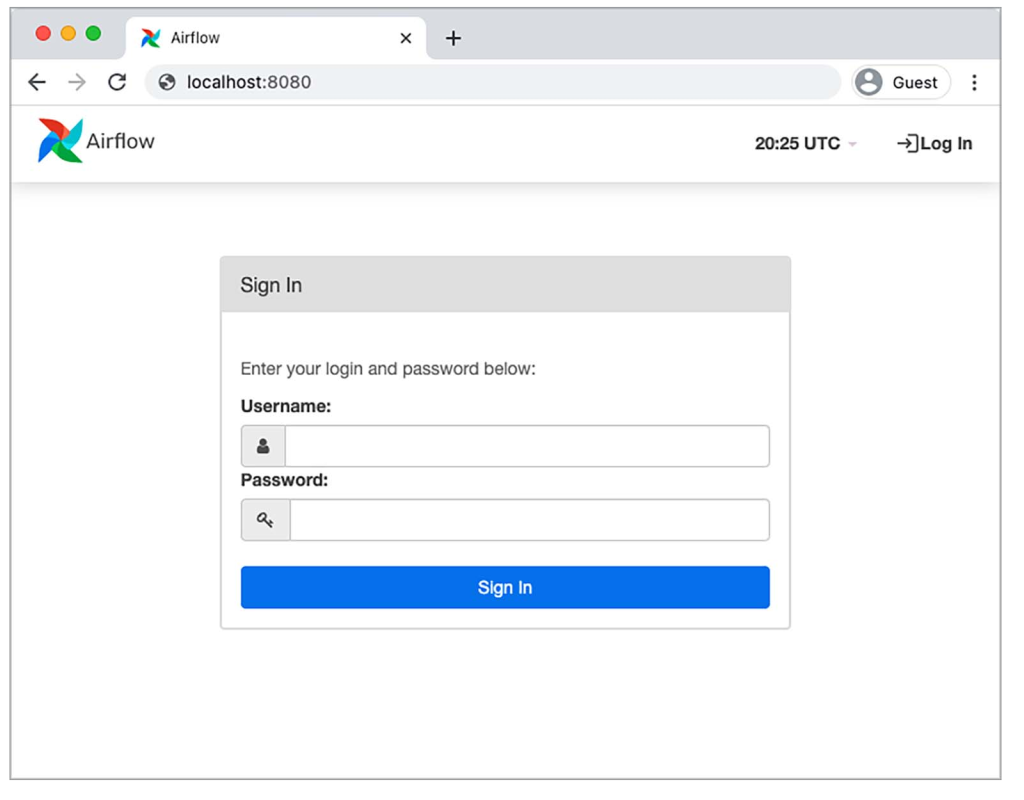 Airflow
localhost:8080
Guest
Airflow
20:25 UTC
Log In
Sign In
Enter your login and password below:
Username:
Password:
Sign In